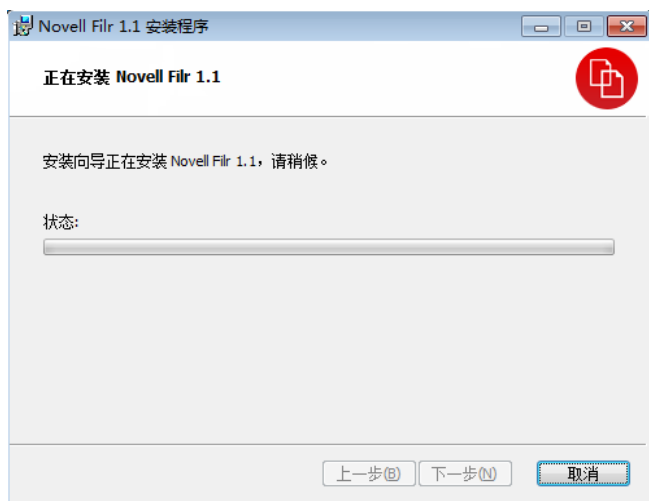 Novell Filr 1.1 安装程序
正在安装 Novell Filr 1.1
安装向导正在安装 Novell Filr 1.1，请稍候。
状态:
上一步(B) 下一步(N) 取消